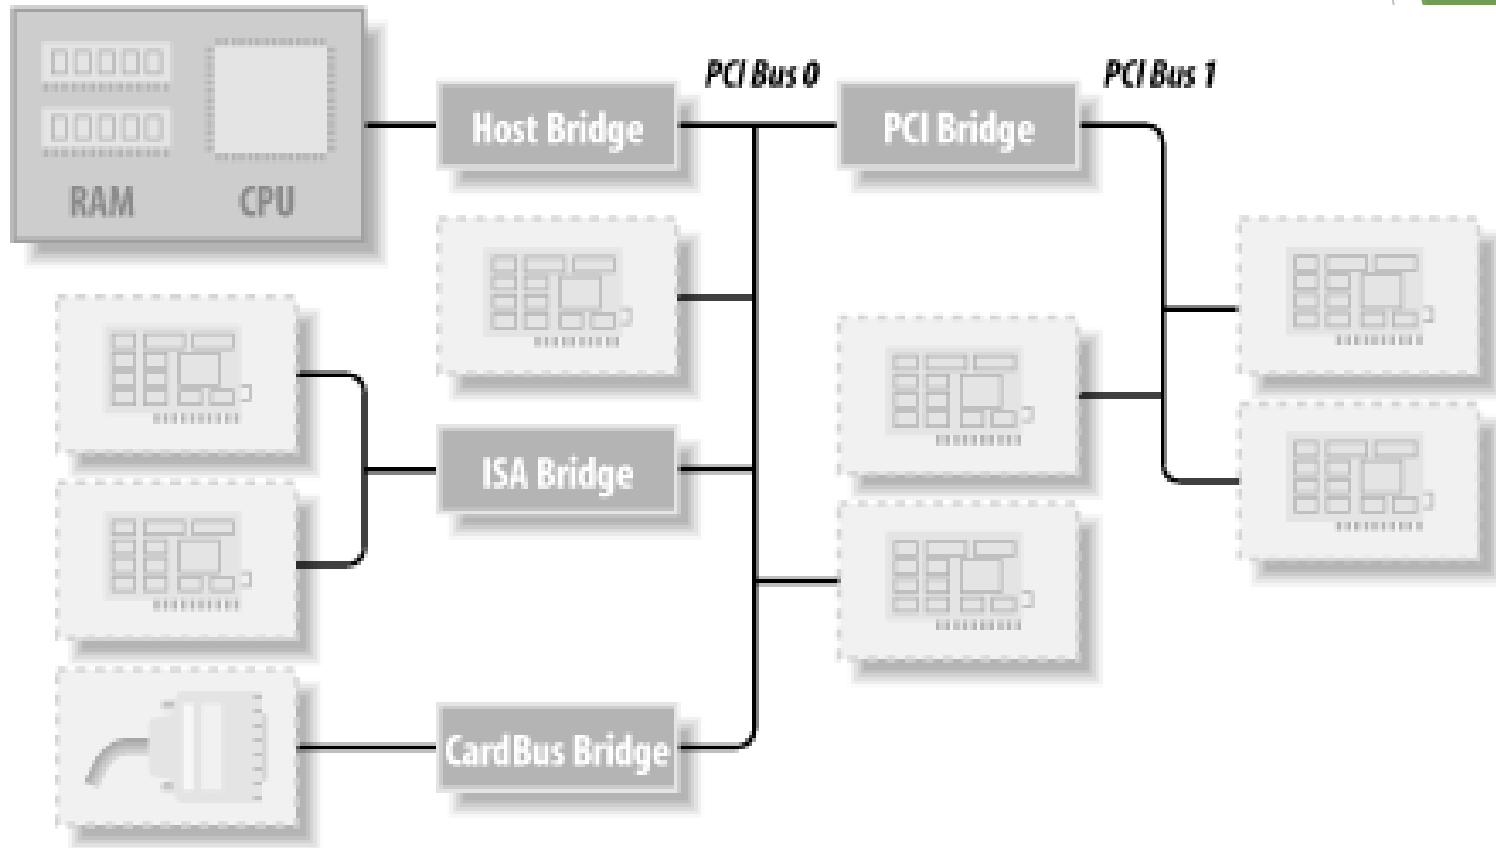 PCI Bus 0
PCI Bus 1
Host Bridge
PCI Bridge
RAM
CPU
ISA Bridge
CardBus Bridge